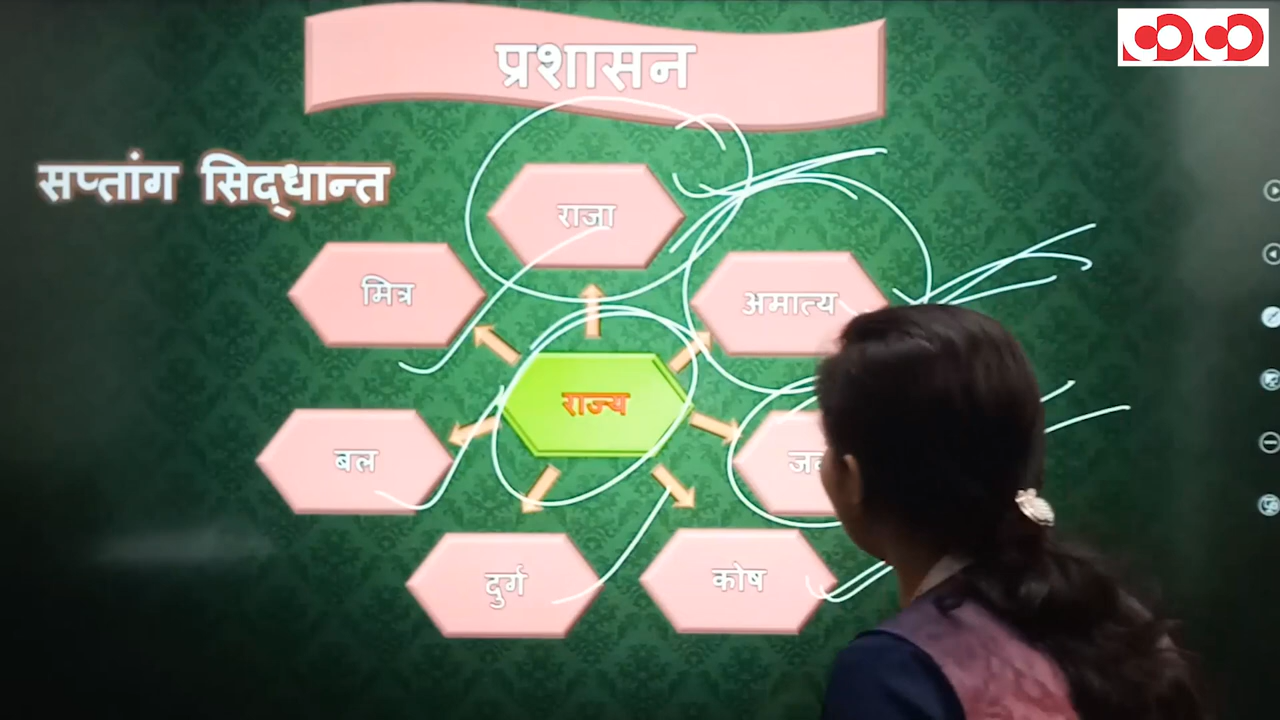 प्रशासन
सप्तांग सिद्धान्त
राजा
मित्र
अमात्य
राज्य
बल
दुर्ग
कोष